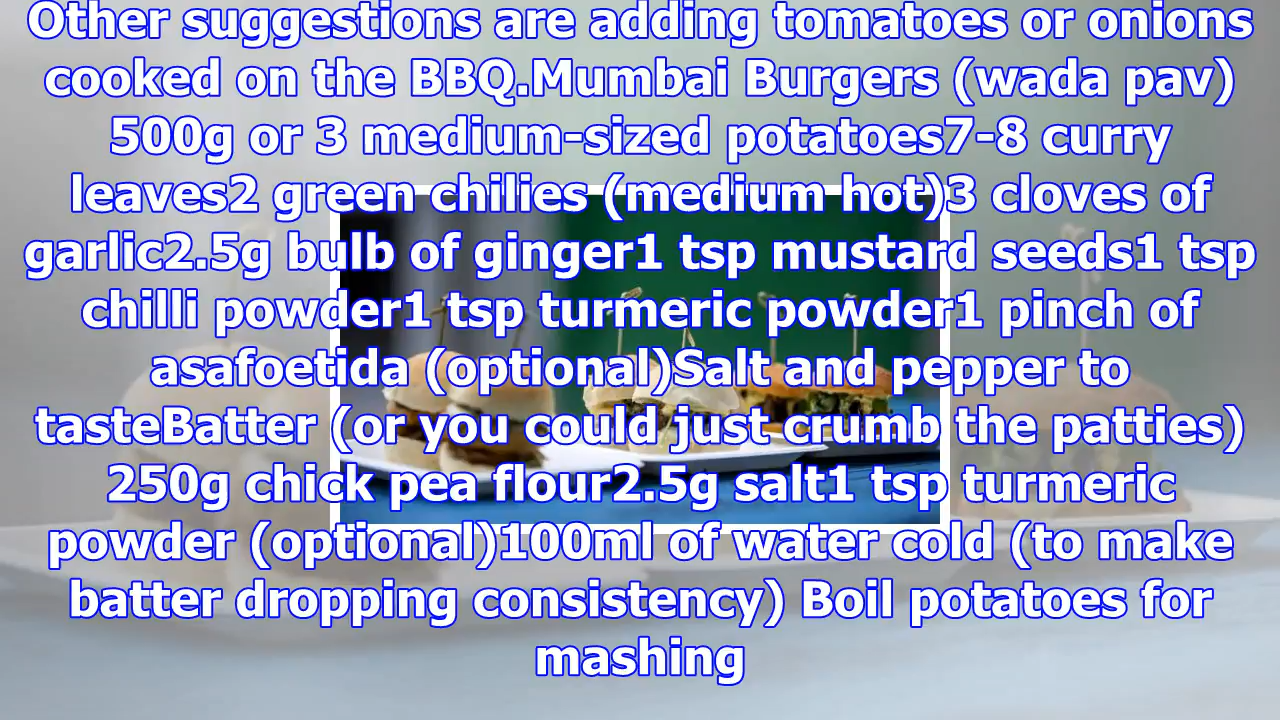 Other suggestions are adding tomatoes or onions
cooked on the BBQ.Mumbai Burgers (wada pav)
500g or 3 medium-sized potatoes7-8 curry
leaves2 green chilies (medium hot)3 cloves of
garlic2.5g bulb of ginger1 tsp mustard seeds1 tsp
chilli powder1 tsp turmeric powder1 pinch of
asafoetida (optional)Salt and pepper to
tasteBatter (or you could just crumb the patties)
250g chick pea flour2.5g salt1 tsp turmeric
powder (optional)100ml of water cold (to make
batter dropping consistency) Boil potatoes for
mashing